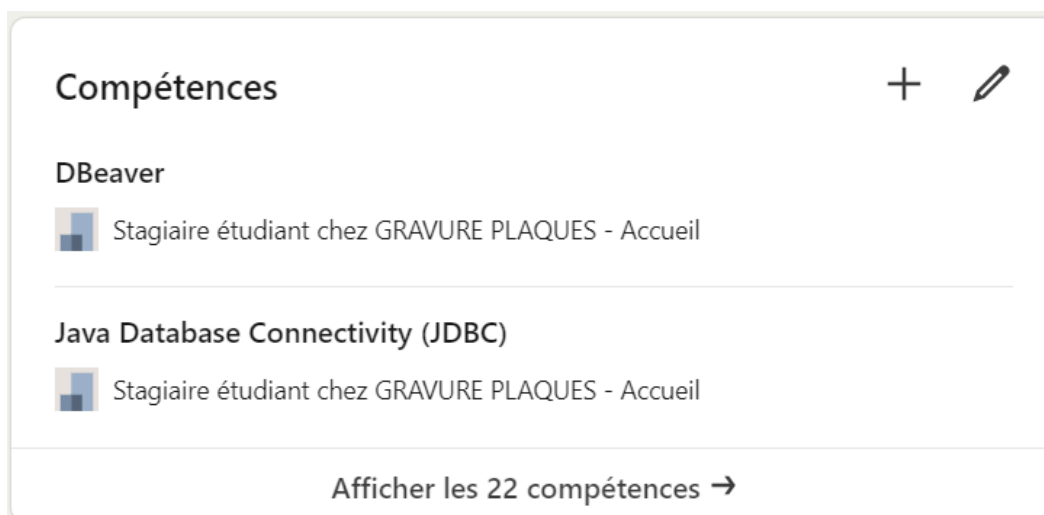 Compétences
DBeaver
Stagiaire étudiant chez GRAVURE PLAQUES - Accueil
Java Database Connectivity (JDBC)
Stagiaire étudiant chez GRAVURE PLAQUES - Accueil
Afficher les 22 compétences →